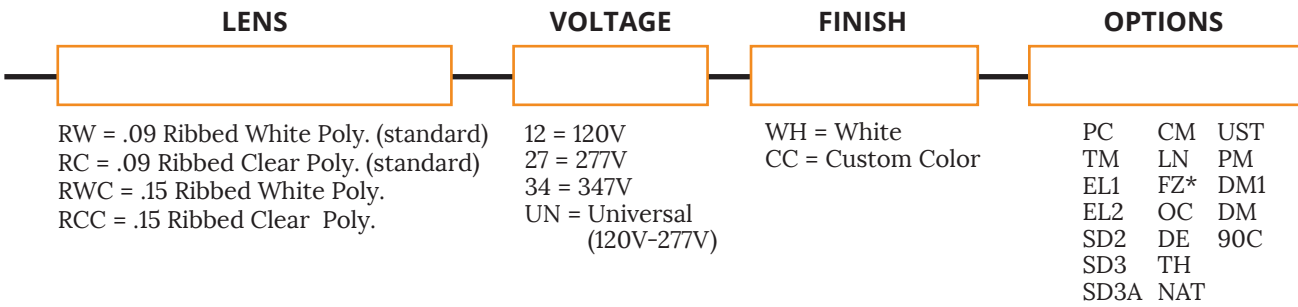 LENS
RW = .09 Ribbed White Poly. (standard)
RC = .09 Ribbed Clear Poly. (standard)
RWC = .15 Ribbed White Poly.
RCC = .15 Ribbed Clear Poly.
VOLTAGE
12 = 120V
27 = 277V
34 = 347V
UN = Universal
(120V-277V)
FINISH
WH = White
CC = Custom Color
OPTIONS
PC CM UST
TM LN PM
EL1 FZ* DM1
EL2 OC DM
SD2 DE 90C
SD3 TH
SD3A NAT